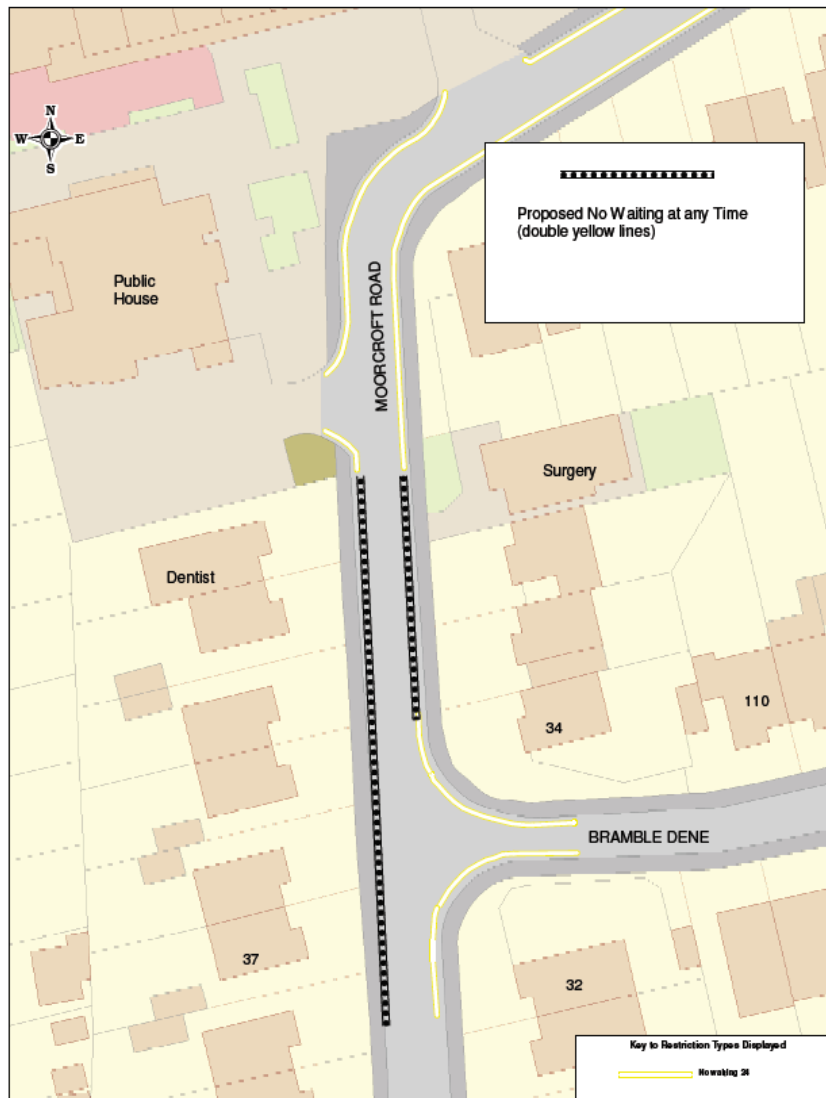 N
W E
S
Proposed No Waiting at any Time
(double yellow lines)
Public
House
MOORCROFT ROAD
Surgery
Dentist
110
34
BRAMBLE DENE
37
32
Key to Restriction Types Displayed
No waiting 24